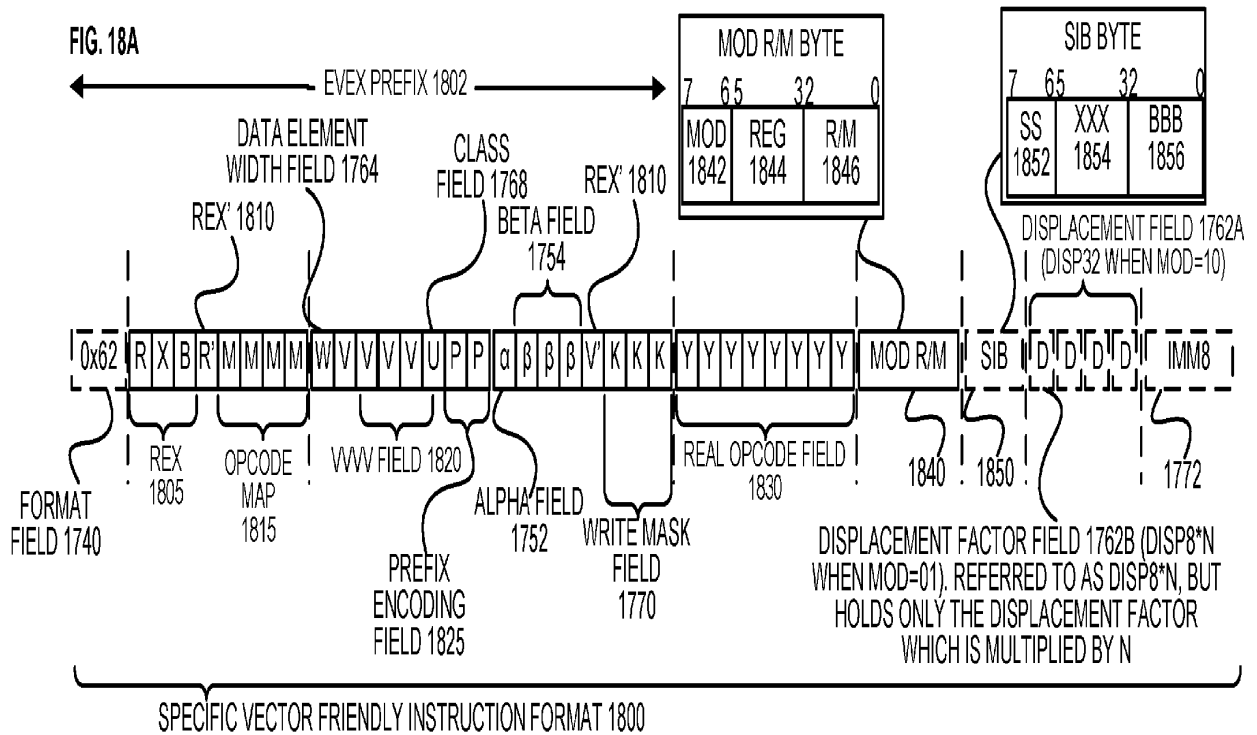 FIG. 18A
EVEX PREFIX 1802
MOD R/M BYTE
7 6 5 3 2 0
MOD 1842
REG 1844
R/M 1846
SIB BYTE
7 6 5 3 2 0
SS 1852
XXX 1854
BBB 1856
DATA ELEMENT
WIDTH FIELD 1764
CLASS
FIELD 1768
REX' 1810
BETA FIELD
1754
REX' 1810
DISPLACEMENT FIELD 1762A
(DISP32 WHEN MOD=10)
0x62 R X B R' M M M M W V V V V U P P α β β β V' K K K Y Y Y Y Y Y Y Y MOD R/M SIB D D D D IMM8
REX
1805
OPCODE
MAP
1815
VVVV FIELD 1820
REAL OPCODE FIELD
1830
1840
1850
1772
FORMAT
FIELD 1740
ALPHA FIELD
1752
WRITE MASK
FIELD
1770
PREFIX
ENCODING
FIELD 1825
DISPLACEMENT FACTOR FIELD 1762B (DISP8*N
WHEN MOD=01). REFERRED TO AS DISP8*N, BUT
HOLDS ONLY THE DISPLACEMENT FACTOR
WHICH IS MULTIPLIED BY N
SPECIFIC VECTOR FRIENDLY INSTRUCTION FORMAT 1800